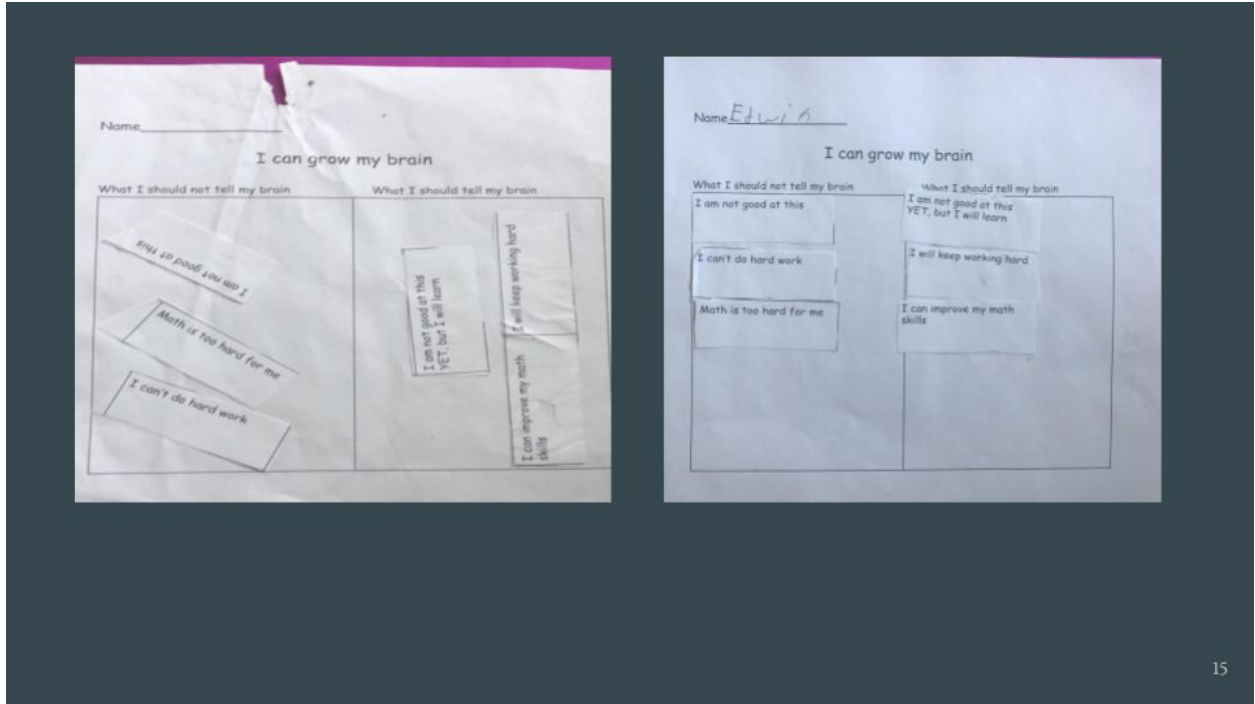 Name
I can grow my brain
What I should not tell my brain
What I should tell my brain
I am not good at this
Math is too hard for me
I can't do hard work
I am not good at this
YET, but I will learn
I will keep working hard
I can improve my math
skills
Name Edwin
I can grow my brain
What I should not tell my brain
What I should tell my brain
I am not good at this
I can't do hard work
Math is too hard for me
I am not good at this
YET, but I will learn
I will keep working hard
I can improve my math
skills
15